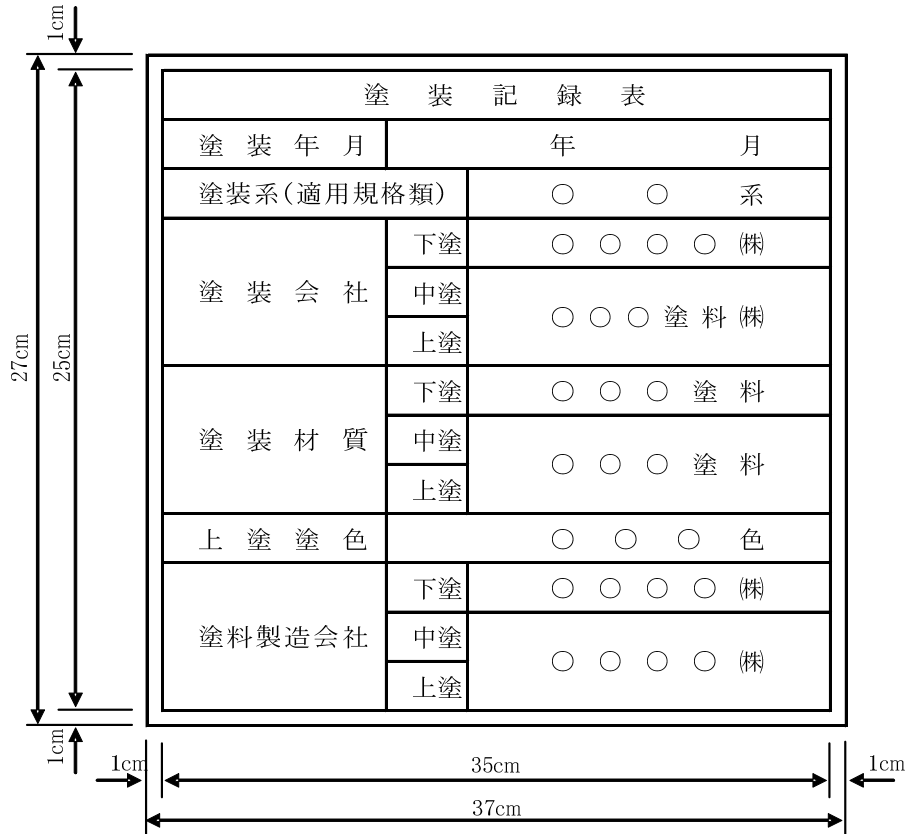 1cm
塗装記録表
塗装年月 年 月
塗装系(適用規格類) ○ ○ 系
下塗 ○ ○ ○ ○ ㈱
塗装会社 中塗 ○ ○ ○ 塗 料 ㈱
上塗
27cm
25cm
下塗 ○ ○ ○ 塗 料
塗装材質 中塗 ○ ○ ○ 塗 料
上塗
上塗塗色 ○ ○ ○ 色
下塗 ○ ○ ○ ○ ㈱
塗料製造会社 中塗 ○ ○ ○ ○ ㈱
上塗
1cm
1cm 35cm 1cm
37cm